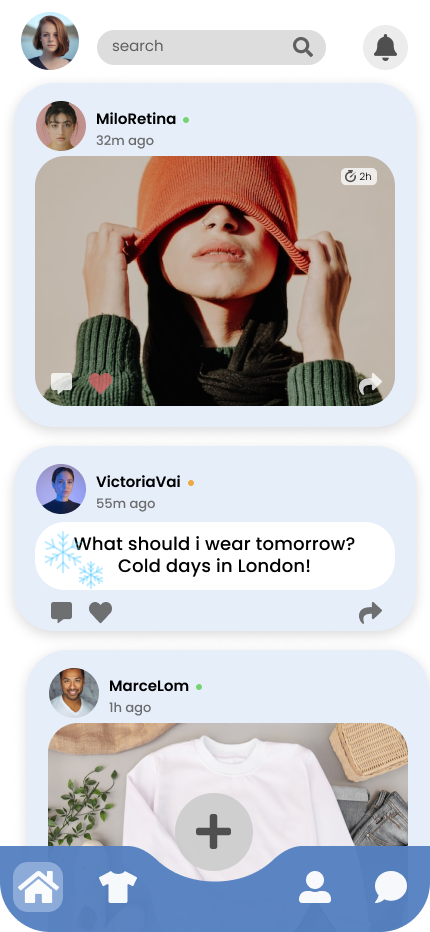 search
MiloRetina
32m ago
2h
VictoriaVai
55m ago
What should i wear tomorrow?
Cold days in London!
MarceLom
1h ago